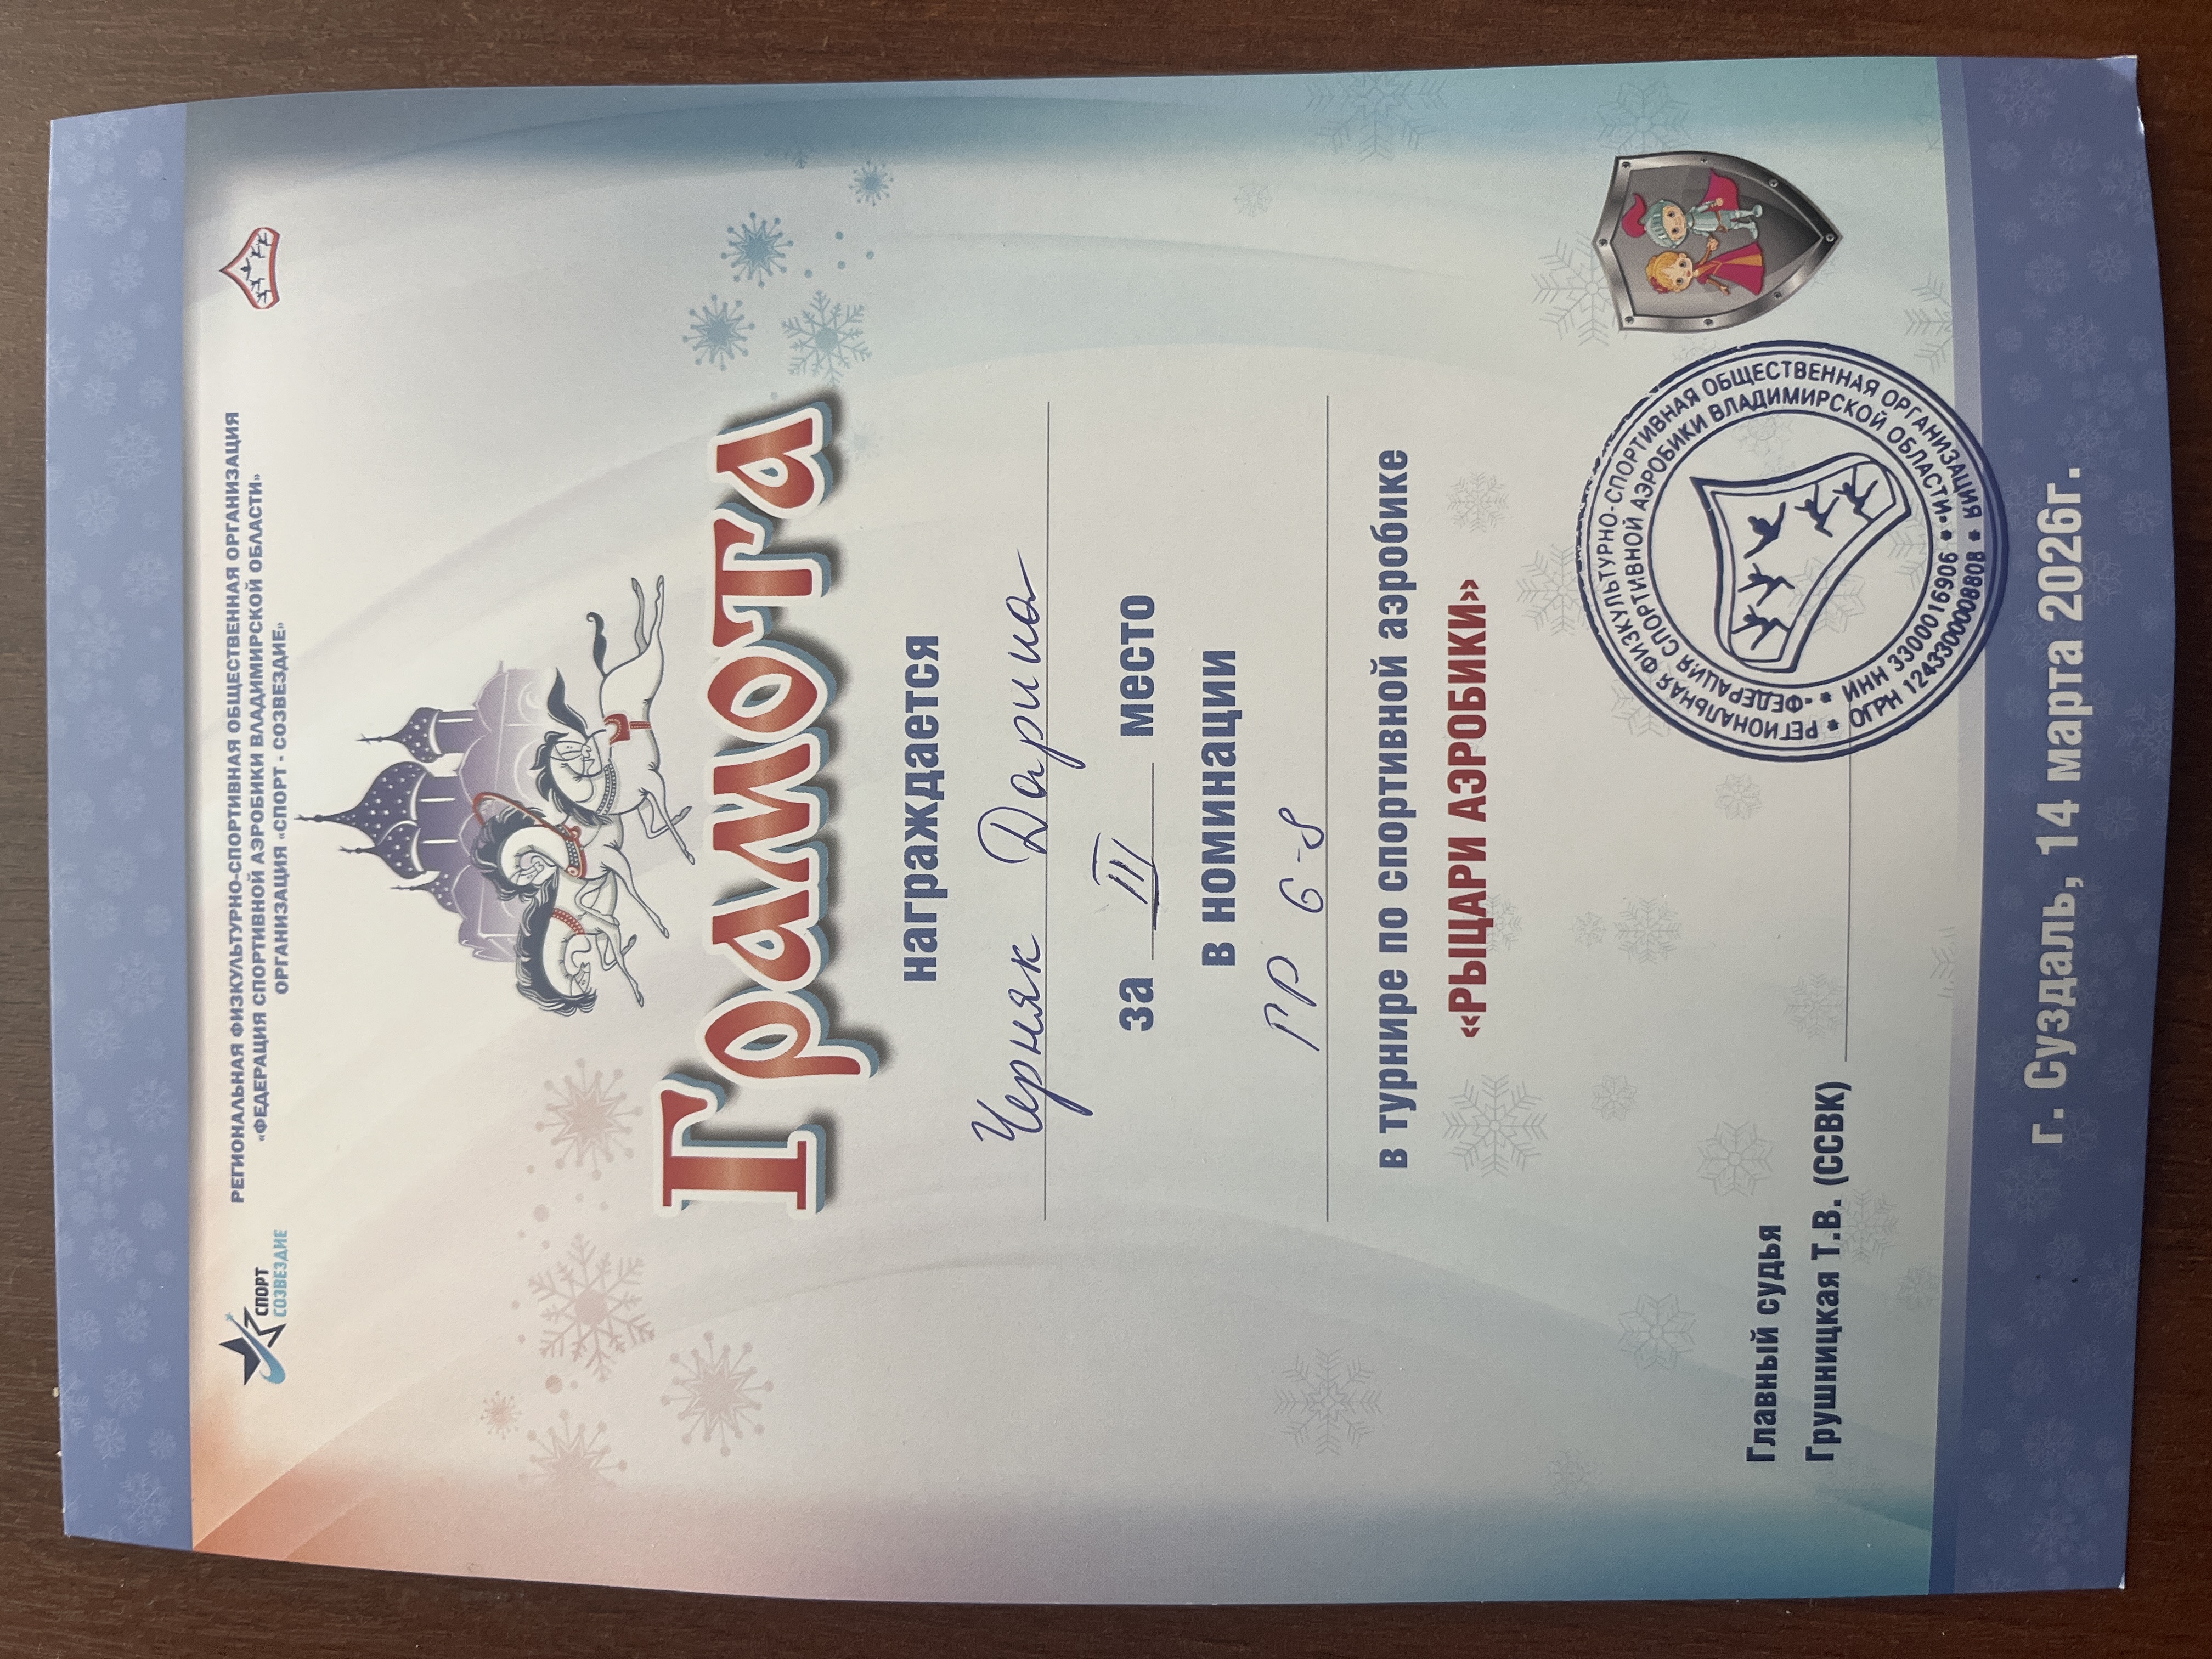 СПОРТ
СОЗВЕЗДИЕ
РЕГИОНАЛЬНАЯ ФИЗКУЛЬТУРНО-СПОРТИВНАЯ ОБЩЕСТВЕННАЯ ОРГАНИЗАЦИЯ
«ФЕДЕРАЦИЯ СПОРТИВНОЙ АЭРОБИКИ ВЛАДИМИРСКОЙ ОБЛАСТИ»
ОРГАНИЗАЦИЯ «СПОРТ - СОЗВЕЗДИЕ»
Грамота
награждается
Черняк Дарина
за III место
в номинации
ГР 6-8
в турнире по спортивной аэробике
«РЫЦАРИ АЭРОБИКИ»
Главный судья
Грушницкая Т.В. (ССВК)
РЕГИОНАЛЬНАЯ ФИЗКУЛЬТУРНО-СПОРТИВНАЯ ОБЩЕСТВЕННАЯ ОРГАНИЗАЦИЯ
«ФЕДЕРАЦИЯ СПОРТИВНОЙ АЭРОБИКИ ВЛАДИМИРСКОЙ ОБЛАСТИ»
ИНН 3300016906
ОГРН 1243300008808
г. Суздаль, 14 марта 2026г.